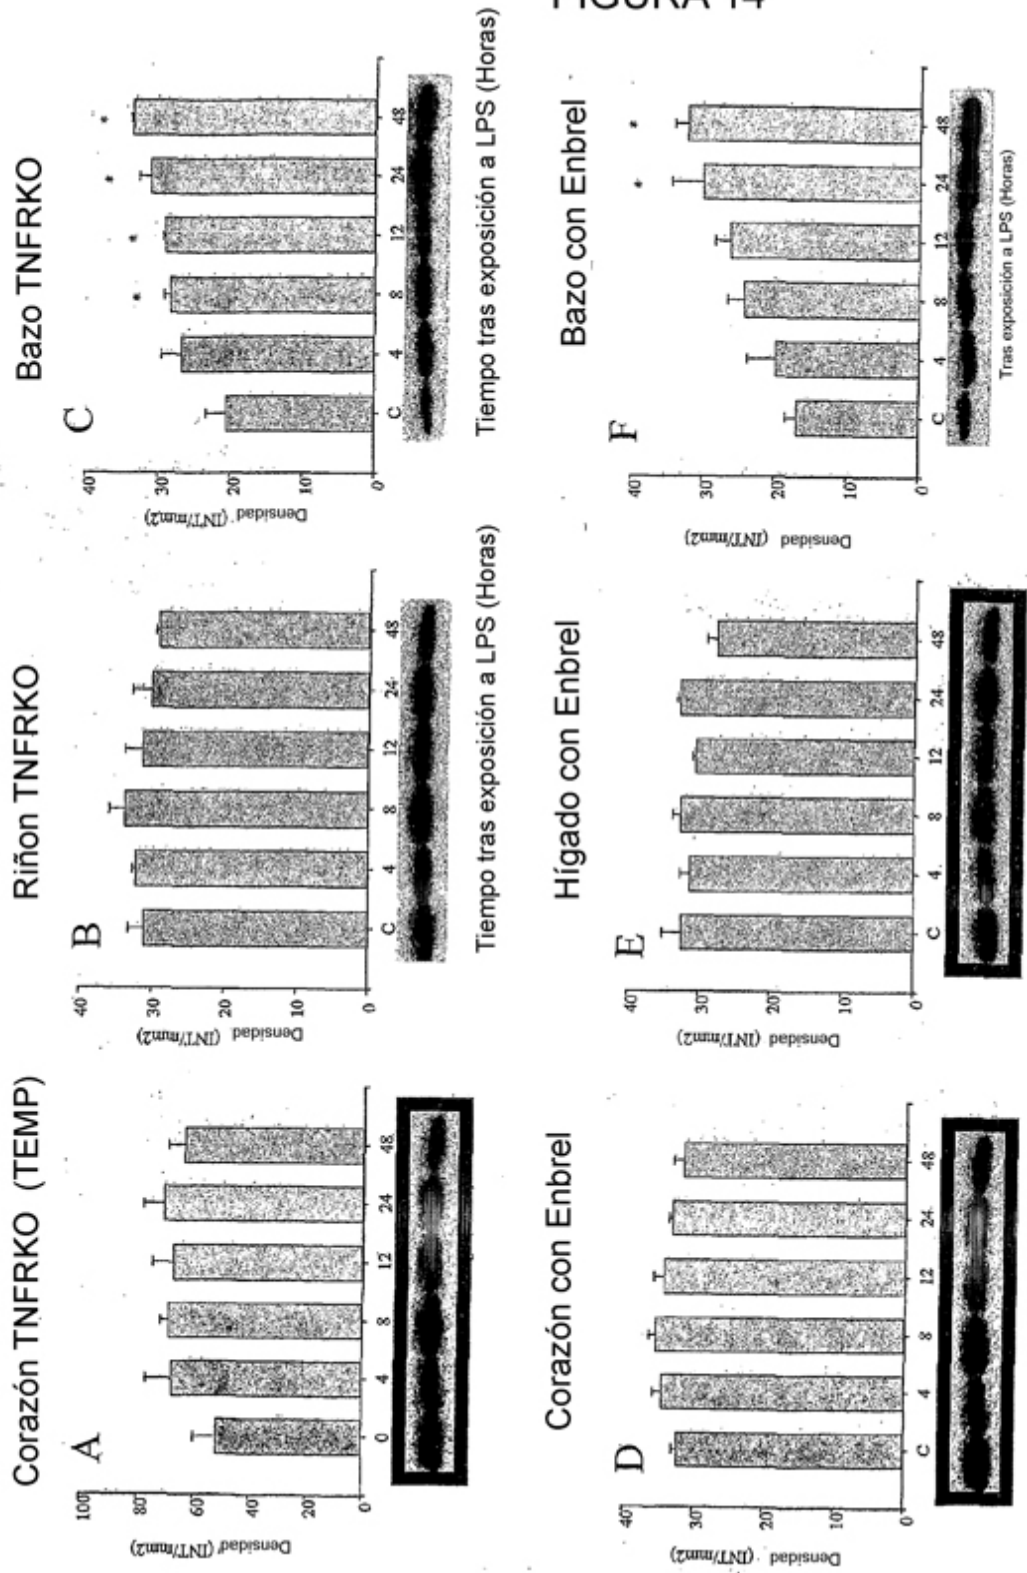 FIGURA 14
Corazón TNFRKO (TEMP)
A
Densidad (INT/mm2)
100
80
60
40
20
0
0 4 8 12 24 48
Riñon TNFRKO
B
Densidad (INT/mm2)
40
30
20
10
0
C 4 8 12 24 48
Tiempo tras exposición a LPS (Horas)
Bazo TNFRKO
C
Densidad (INT/mm2)
40
30
20
10
0
* * * *
C 4 8 12 24 48
Tiempo tras exposición a LPS (Horas)
Corazón con Enbrel
D
Densidad (INT/mm2)
40
30
20
10
0
C 4 8 12 24 48
Hígado con Enbrel
E
Densidad (INT/mm2)
40
30
20
10
0
C 4 8 12 24 48
Bazo con Enbrel
F
Densidad (INT/mm2)
40
30
20
10
0
* *
C 4 8 12 24 48
Tras exposición a LPS (Horas)